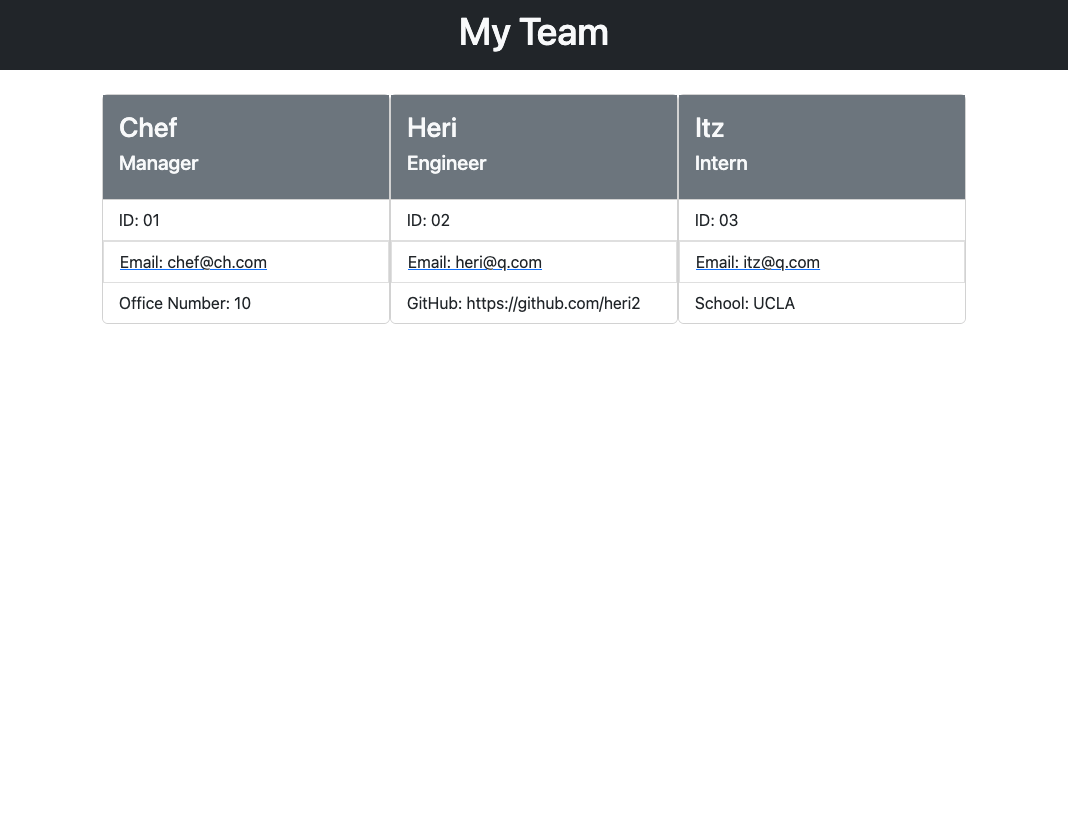 My Team
Chef
Manager
ID: 01
Email: chef@ch.com
Office Number: 10
Heri
Engineer
ID: 02
Email: heri@q.com
GitHub: https://github.com/heri2
Itz
Intern
ID: 03
Email: itz@q.com
School: UCLA